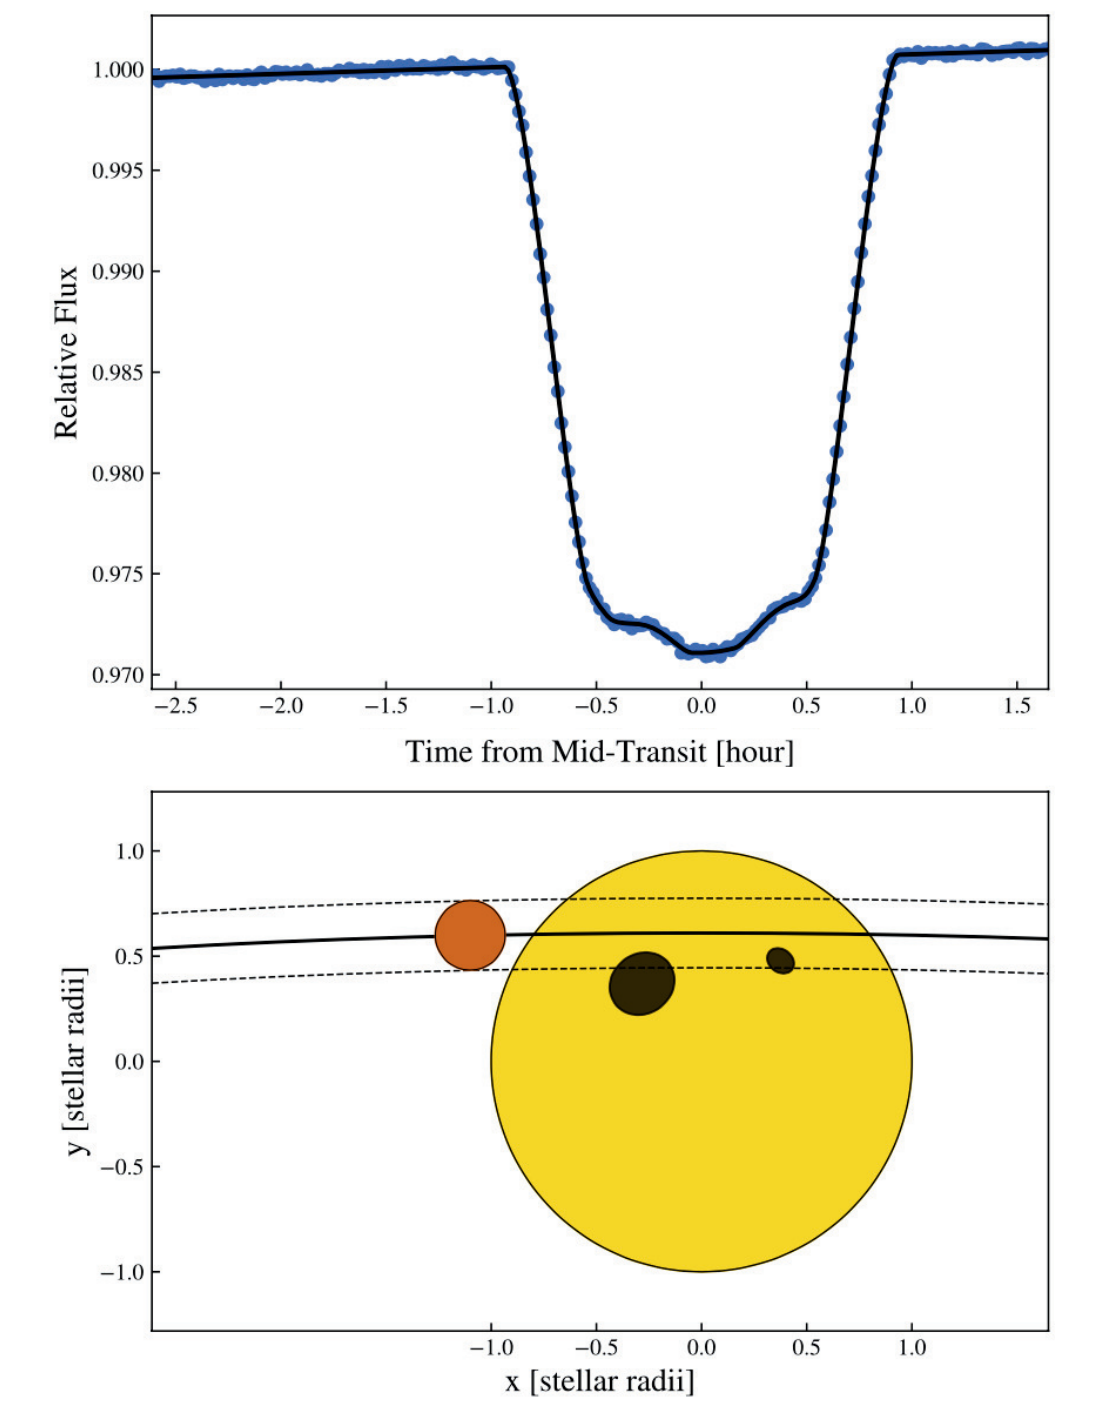 1.000
0.995
0.990
0.985
0.980
0.975
0.970
Relative Flux
−2.5 −2.0 −1.5 −1.0 −0.5 0.0 0.5 1.0 1.5
Time from Mid-Transit [hour]
1.0
0.5
0.0
−0.5
−1.0
y [stellar radii]
−1.0 −0.5 0.0 0.5 1.0
x [stellar radii]